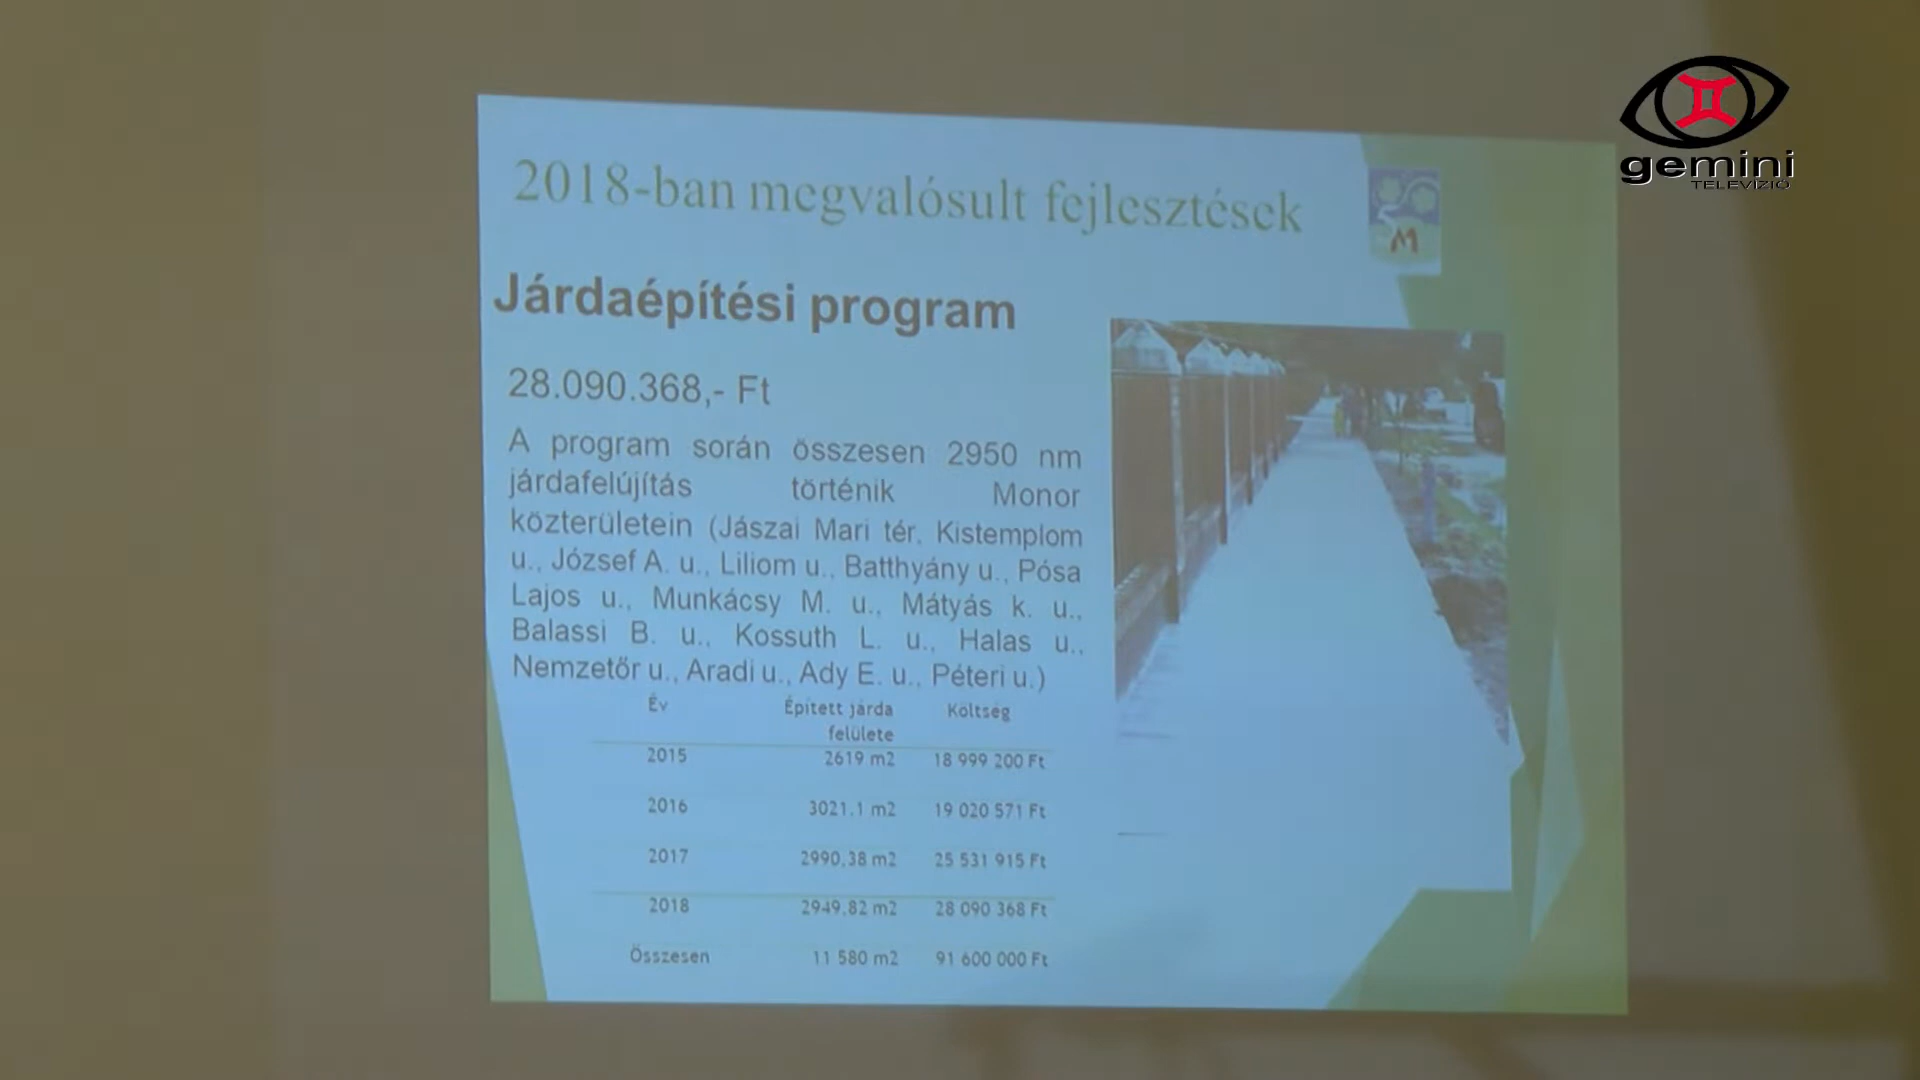 gemini
TELEVÍZIÓ
2018-ban megvalósult fejlesztések
M
Járdaépítési program
28.090.368,- Ft
A program során összesen 2950 nm
járdafelújítás történik Monor
közterületein (Jászai Mari tér. Kistemplom
u., József A. u., Liliom u., Batthyány u., Pósa
Lajos u., Munkácsy M. u., Mátyás k. u.,
Balassi B. u., Kossuth L. u., Halas u.,
Nemzetőr u., Aradi u., Ady E. u., Péteri u.)
Év Épített járda felülete Költség
2015 2619 m2 18 999 200 Ft
2016 3021,1 m2 19 020 571 Ft
2017 2990,38 m2 25 531 915 Ft
2018 2949,82 m2 28 090 368 Ft
Összesen 11 580 m2 91 600 000 Ft